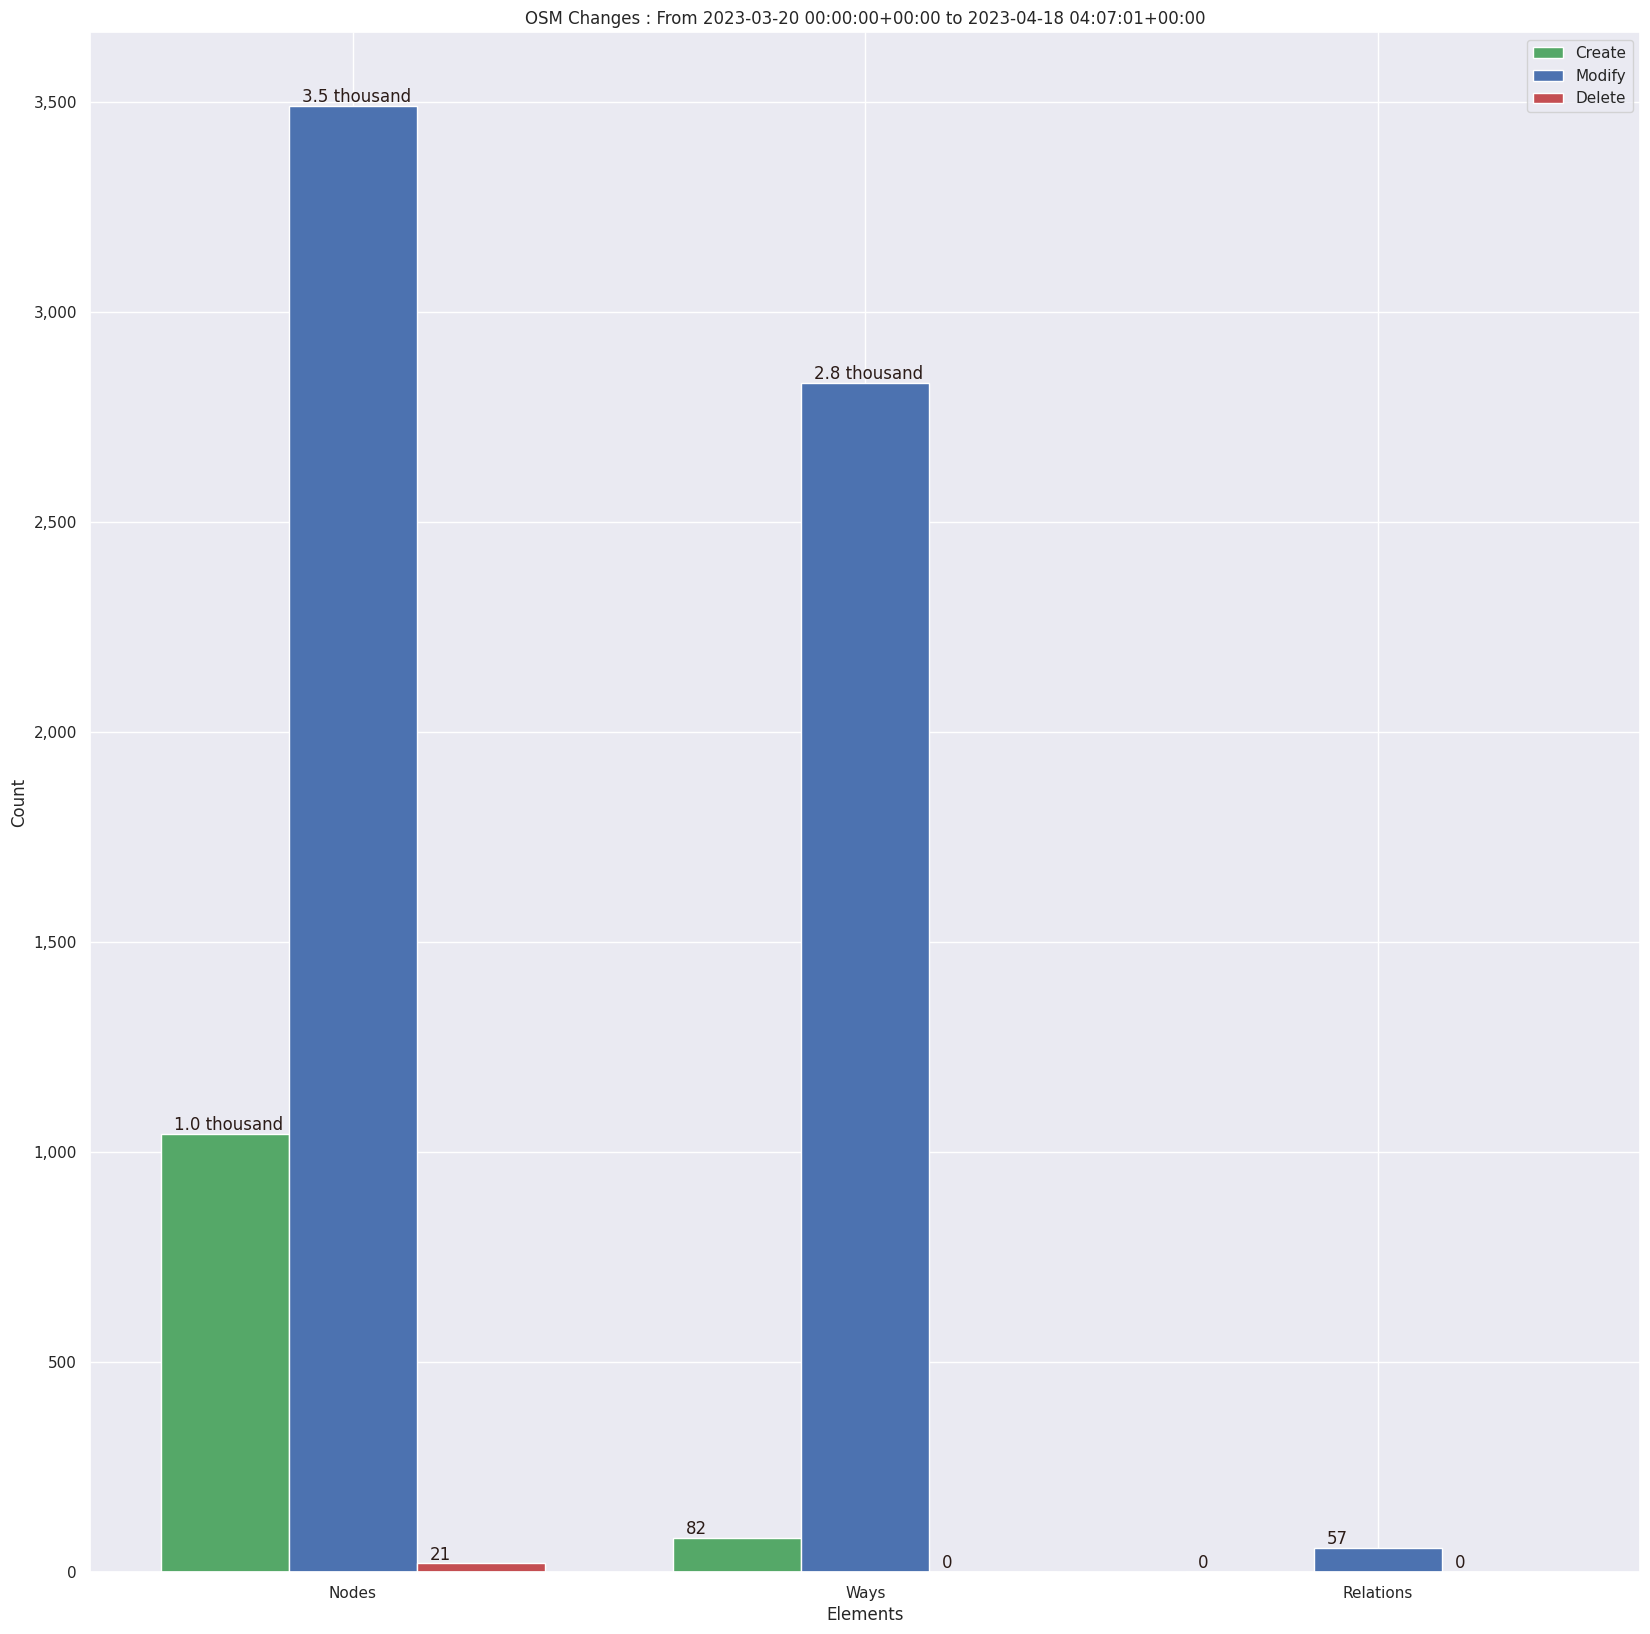 OSM Changes : From 2023-03-20 00:00:00+00:00 to 2023-04-18 04:07:01+00:00
Create
Modify
Delete
3,500
3,000
2,500
2,000
1,500
1,000
500
0
Count
3.5 thousand
2.8 thousand
1.0 thousand
21
82
0
0
57
0
Nodes
Ways
Relations
Elements